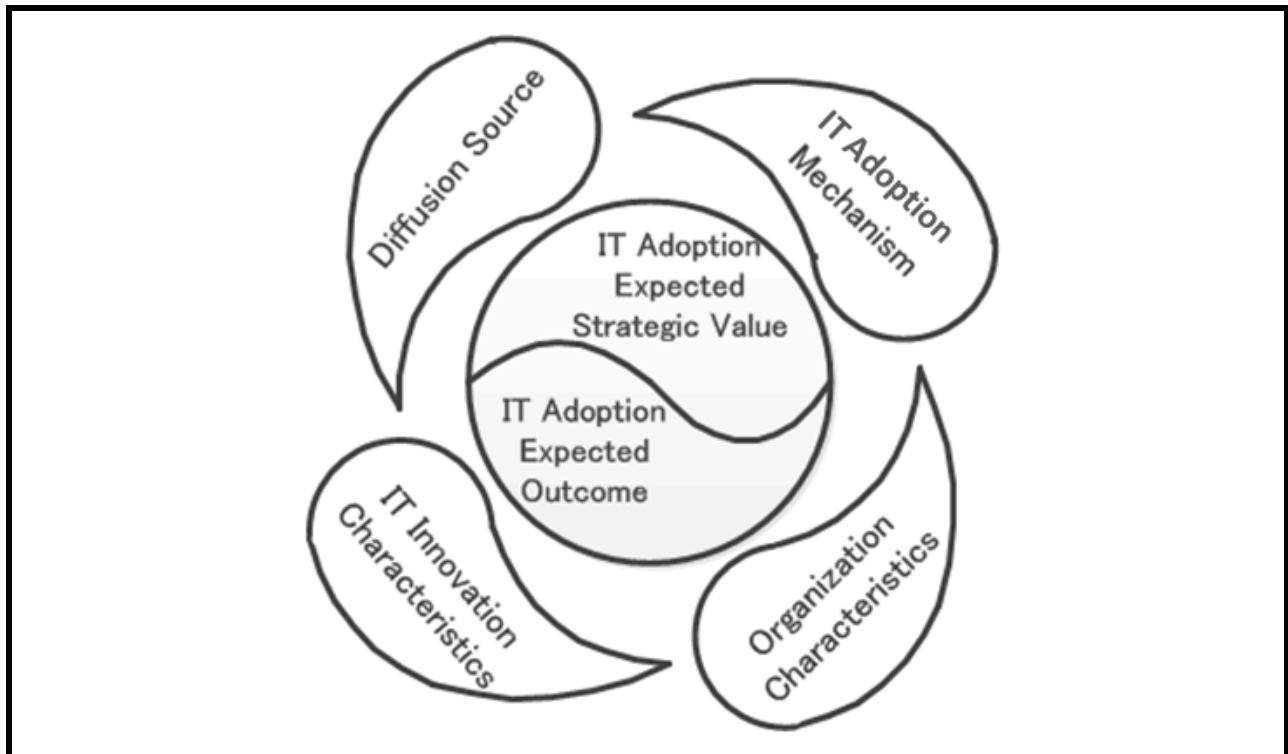 Diffusion Source
IT Adoption
Mechanism
IT Adoption
Expected
Strategic Value
IT Adoption
Expected
Outcome
IT Innovation
Characteristics
Organization
Characteristics